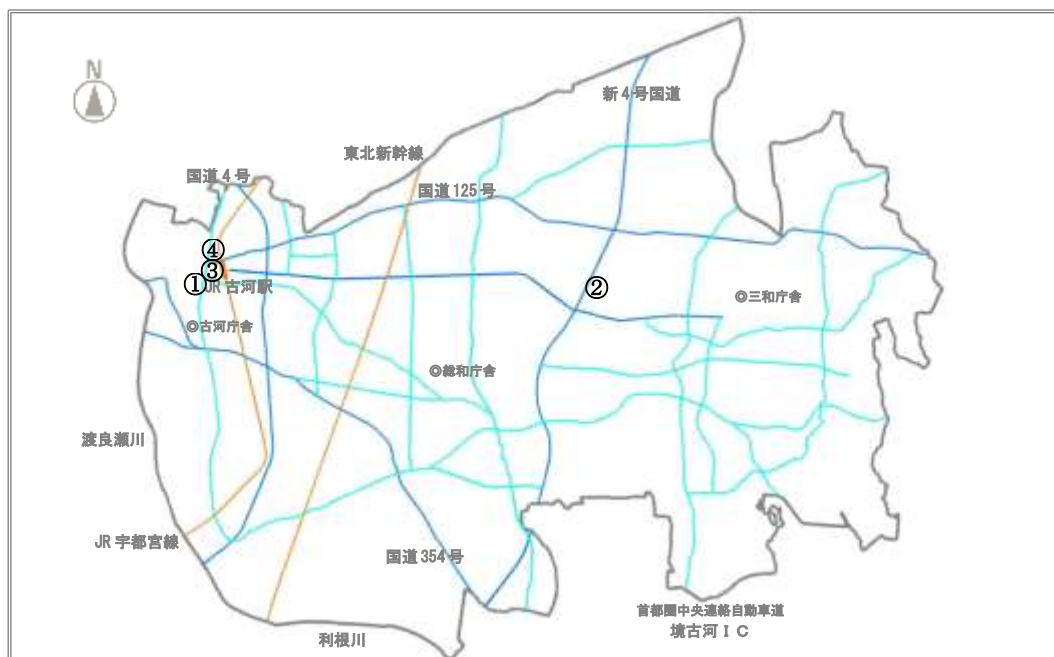 N
新4号国道
東北新幹線
国道4号
国道125号
④
③
①
JR古河駅
②
◎三和庁舎
◎古河庁舎
◎総和庁舎
渡良瀬川
JR宇都宮線
国道354号
首都圏中央連絡自動車道
境古河IC
利根川